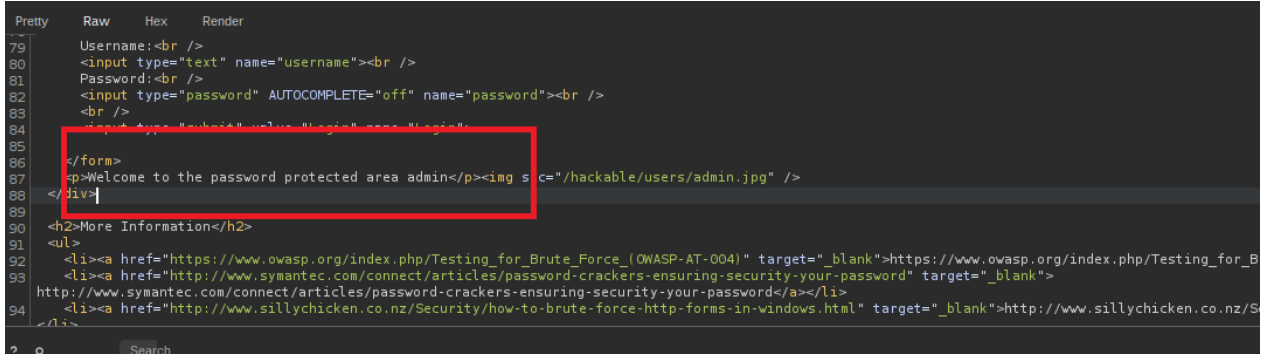 Pretty Raw Hex Render
79 Username:<br />
80 <input type="text" name="username"><br />
81 Password:<br />
82 <input type="password" AUTOCOMPLETE="off" name="password"><br />
83 <br />
84 <input type="submit" value="Login" name="Login">
85
86 </form>
87 <p>Welcome to the password protected area admin</p><img src="/hackable/users/admin.jpg" />
88 </div>
89
90 <h2>More Information</h2>
91 <ul>
92 <li><a href="https://www.owasp.org/index.php/Testing_for_Brute_Force_(OWASP-AT-004)" target="_blank">https://www.owasp.org/index.php/Testing_for_B
93 <li><a href="http://www.symantec.com/connect/articles/password-crackers-ensuring-security-your-password" target="_blank">
http://www.symantec.com/connect/articles/password-crackers-ensuring-security-your-password</a></li>
94 <li><a href="http://www.sillychicken.co.nz/Security/how-to-brute-force-http-forms-in-windows.html" target="_blank">http://www.sillychicken.co.nz/S
</li>
? Search